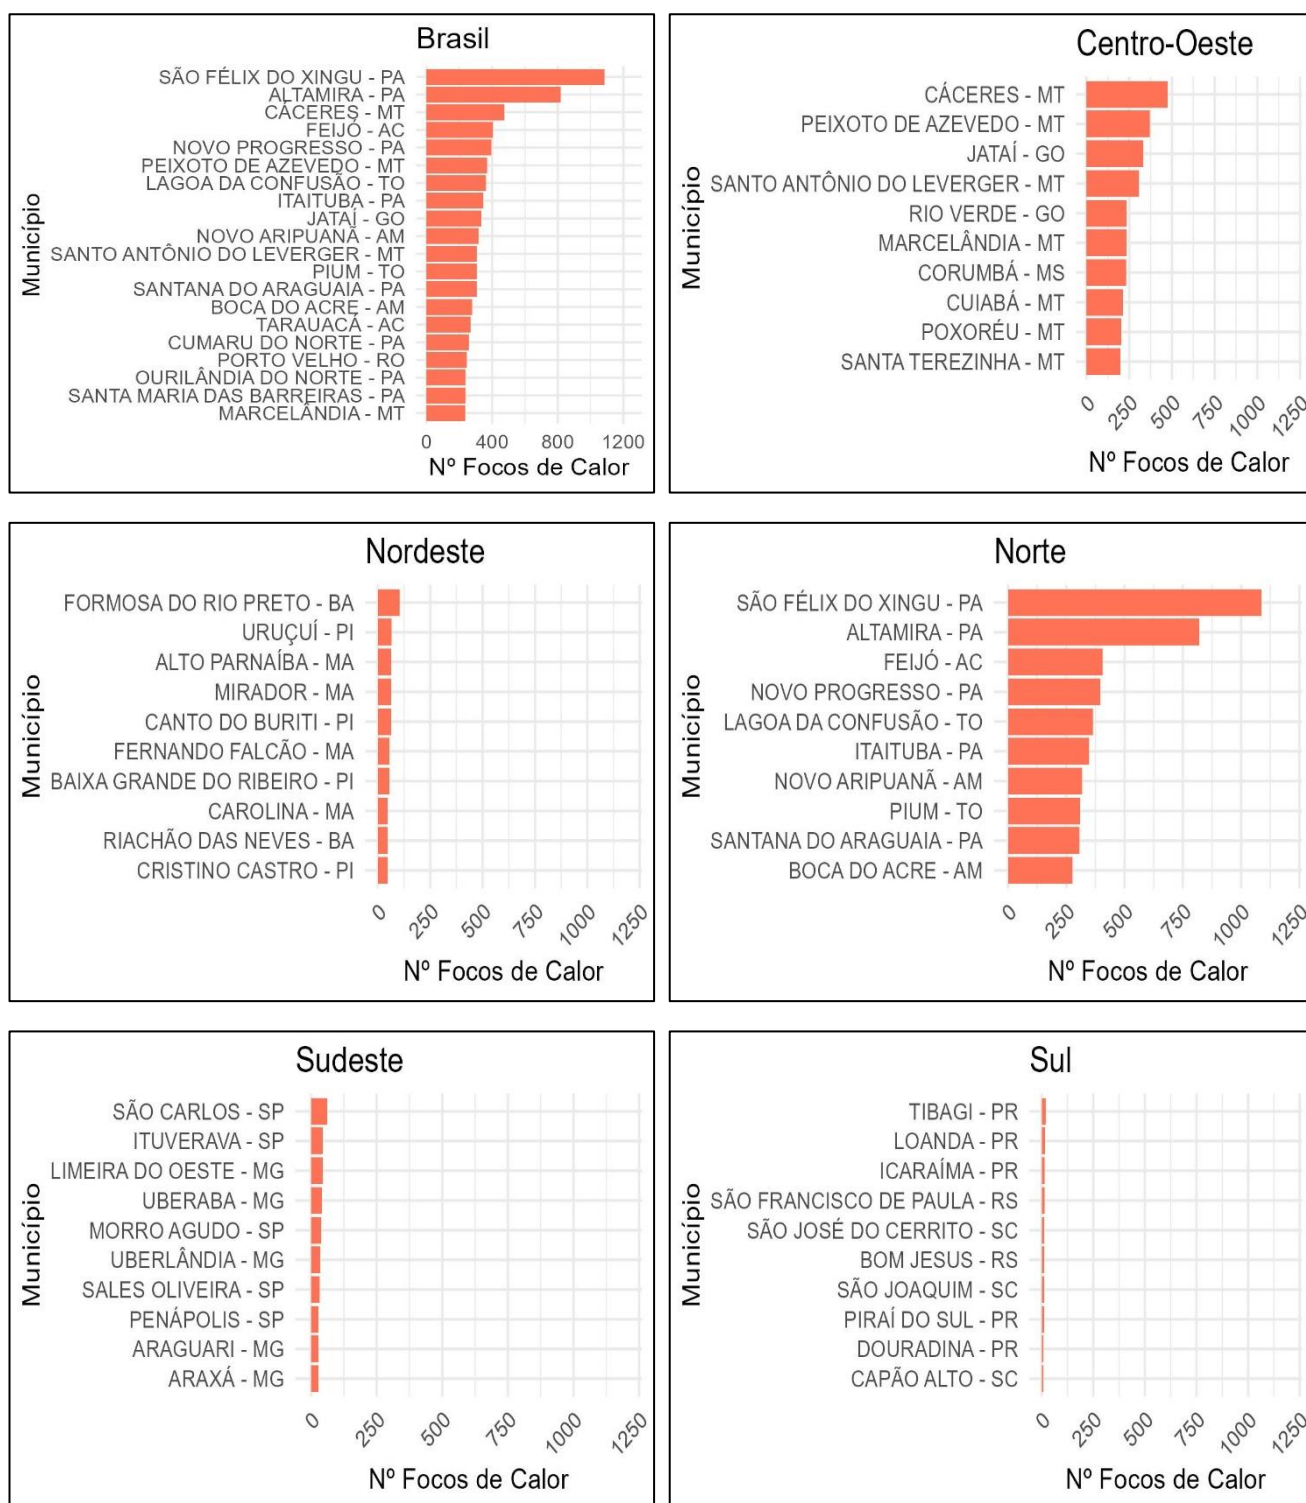 Brasil
Município
SÃO FÉLIX DO XINGU - PA
ALTAMIRA - PA
CÁCERES - MT
FEIJÓ - AC
NOVO PROGRESSO - PA
PEIXOTO DE AZEVEDO - MT
LAGOA DA CONFUSÃO - TO
ITAITUBA - PA
JATAÍ - GO
NOVO ARIPUANÃ - AM
SANTO ANTÔNIO DO LEVERGER - MT
PIUM - TO
SANTANA DO ARAGUAIA - PA
BOCA DO ACRE - AM
TARAUACÁ - AC
CUMARU DO NORTE - PA
PORTO VELHO - RO
OURILÂNDIA DO NORTE - PA
SANTA MARIA DAS BARREIRAS - PA
MARCELÂNDIA - MT
0 400 800 1200
Nº Focos de Calor
Centro-Oeste
Município
CÁCERES - MT
PEIXOTO DE AZEVEDO - MT
JATAÍ - GO
SANTO ANTÔNIO DO LEVERGER - MT
RIO VERDE - GO
MARCELÂNDIA - MT
CORUMBÁ - MS
CUIABÁ - MT
POXORÉU - MT
SANTA TEREZINHA - MT
0 250 500 750 1000 1250
Nº Focos de Calor
Nordeste
Município
FORMOSA DO RIO PRETO - BA
URUÇUÍ - PI
ALTO PARNAÍBA - MA
MIRADOR - MA
CANTO DO BURITI - PI
FERNANDO FALCÃO - MA
BAIXA GRANDE DO RIBEIRO - PI
CAROLINA - MA
RIACHÃO DAS NEVES - BA
CRISTINO CASTRO - PI
0 250 500 750 1000 1250
Nº Focos de Calor
Norte
Município
SÃO FÉLIX DO XINGU - PA
ALTAMIRA - PA
FEIJÓ - AC
NOVO PROGRESSO - PA
LAGOA DA CONFUSÃO - TO
ITAITUBA - PA
NOVO ARIPUANÃ - AM
PIUM - TO
SANTANA DO ARAGUAIA - PA
BOCA DO ACRE - AM
0 250 500 750 1000 1250
Nº Focos de Calor
Sudeste
Município
SÃO CARLOS - SP
ITUVERAVA - SP
LIMEIRA DO OESTE - MG
UBERABA - MG
MORRO AGUDO - SP
UBERLÂNDIA - MG
SALES OLIVEIRA - SP
PENÁPOLIS - SP
ARAGUARI - MG
ARAXÁ - MG
0 250 500 750 1000 1250
Nº Focos de Calor
Sul
Município
TIBAGI - PR
LOANDA - PR
ICARAÍMA - PR
SÃO FRANCISCO DE PAULA - RS
SÃO JOSÉ DO CERRITO - SC
BOM JESUS - RS
SÃO JOAQUIM - SC
PIRAÍ DO SUL - PR
DOURADINA - PR
CAPÃO ALTO - SC
0 250 500 750 1000 1250
Nº Focos de Calor